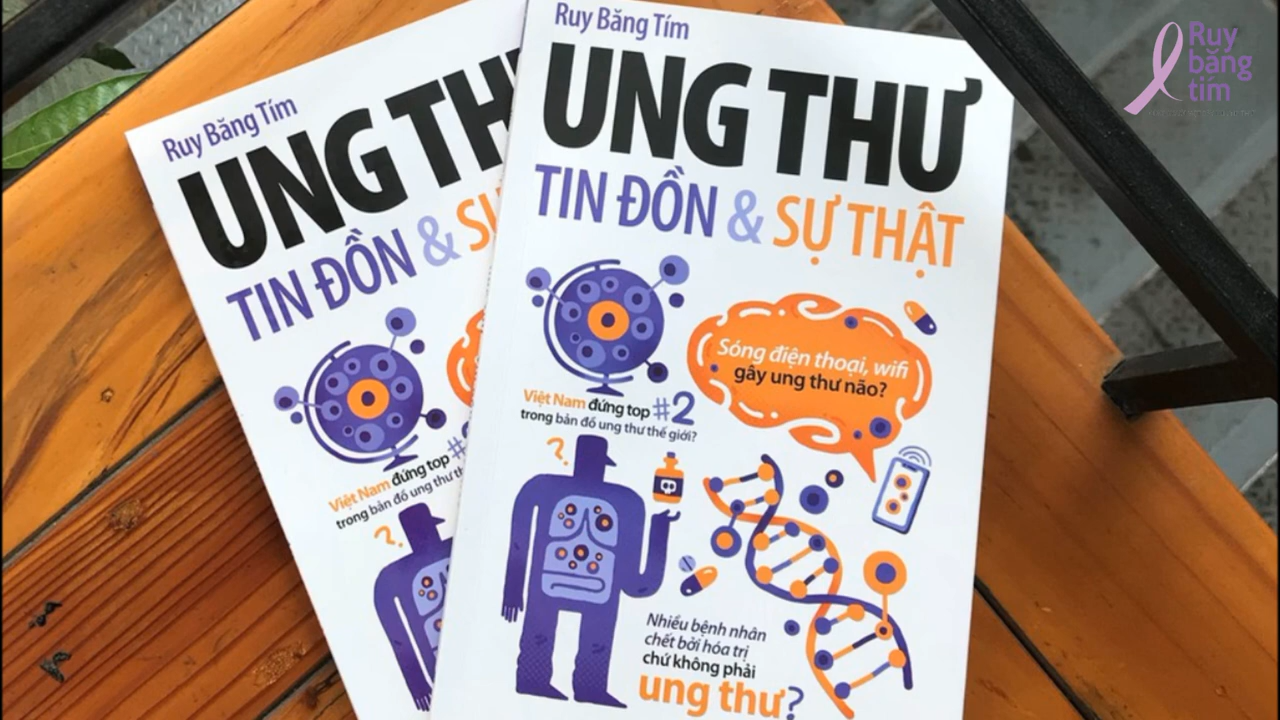 Ruy Băng Tím
UNG TH
TIN ĐỒN &
Việt Nam đứng top #
trong bản đồ ung thư
?
Ruy Băng Tím
UNG THƯ
TIN ĐỒN & SỰ THẬT
Sóng điện thoại, wifi
gây ung thư não?
Việt Nam đứng top #2
trong bản đồ ung thư thế giới?
?
Nhiều bệnh nhân
chết bởi hóa trị
chứ không phải
ung thư?
Ruy
băng
tím